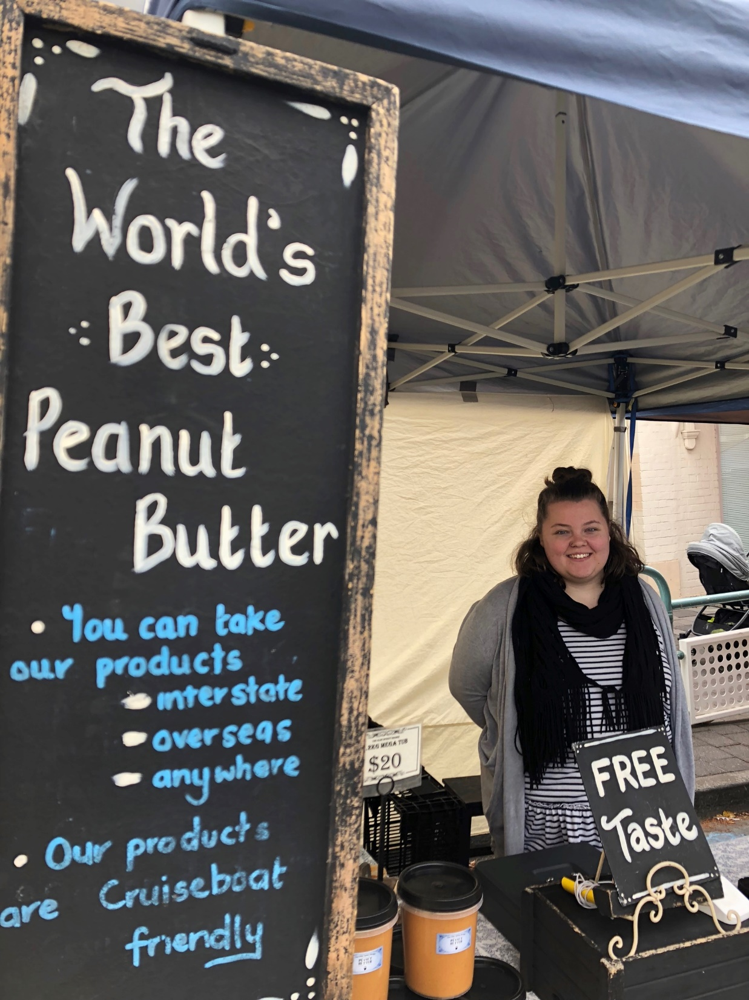 The
World's
Best
Peanut
Butter
• You can take
our products
- interstate
- overseas
- anywhere
• Our products
are Cruiseboat
friendly
MEGA TUB
$20
FREE
Taste